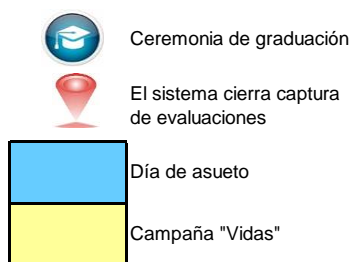 Ceremonia de graduación
El sistema cierra captura
de evaluaciones
Día de asueto
Campaña "Vidas"